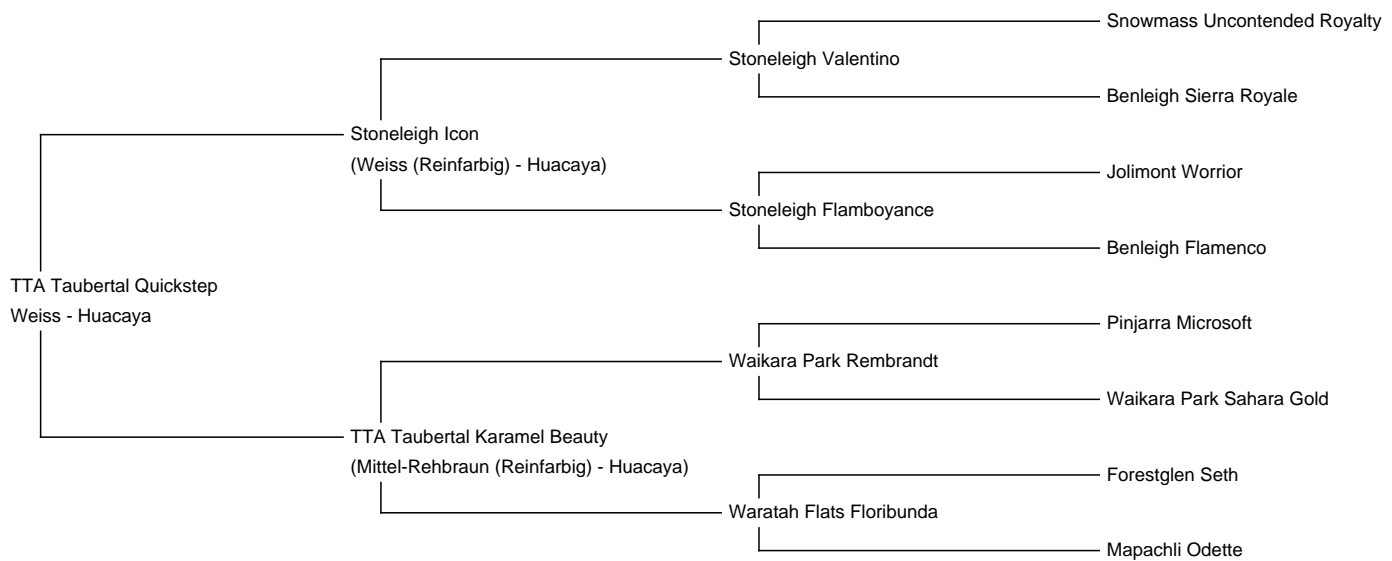 Snowmass Uncontended Royalty
Stoneleigh Valentino
Benleigh Sierra Royale
Stoneleigh Icon
(Weiss (Reinfarbig) - Huacaya)
Jolimont Worrior
Stoneleigh Flamboyance
Benleigh Flamenco
TTA Taubertal Quickstep
Weiss - Huacaya
Pinjarra Microsoft
Waikara Park Rembrandt
Waikara Park Sahara Gold
TTA Taubertal Karamel Beauty
(Mittel-Rehbraun (Reinfarbig) - Huacaya)
Forestglen Seth
Waratah Flats Floribunda
Mapachli Odette